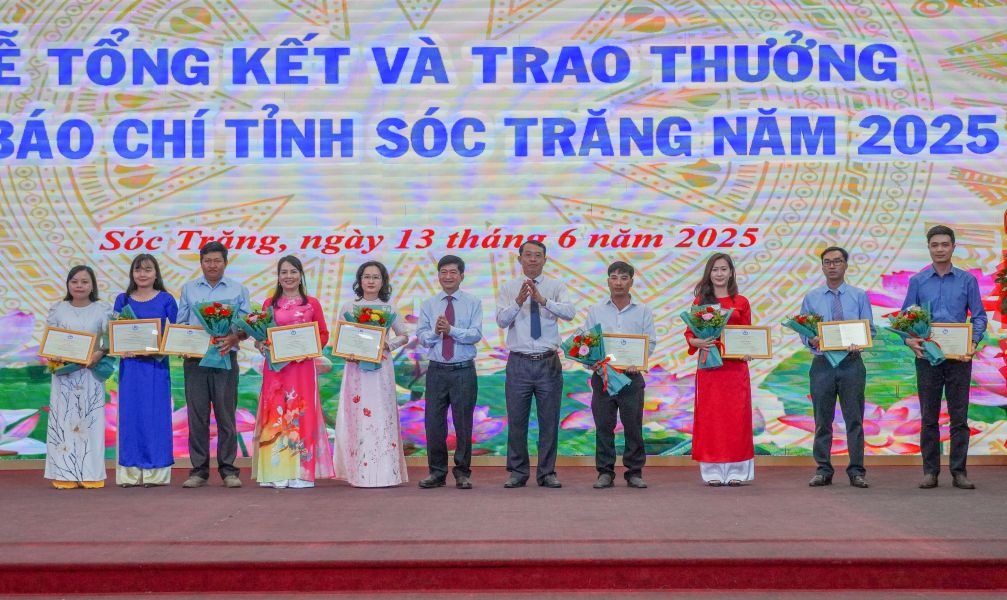 TỔNG KẾT VÀ TRAO THƯỞNG
BÁO CHÍ TỈNH SÓC TRĂNG NĂM 2025
Sóc Trăng, ngày 13 tháng 6 năm 2025